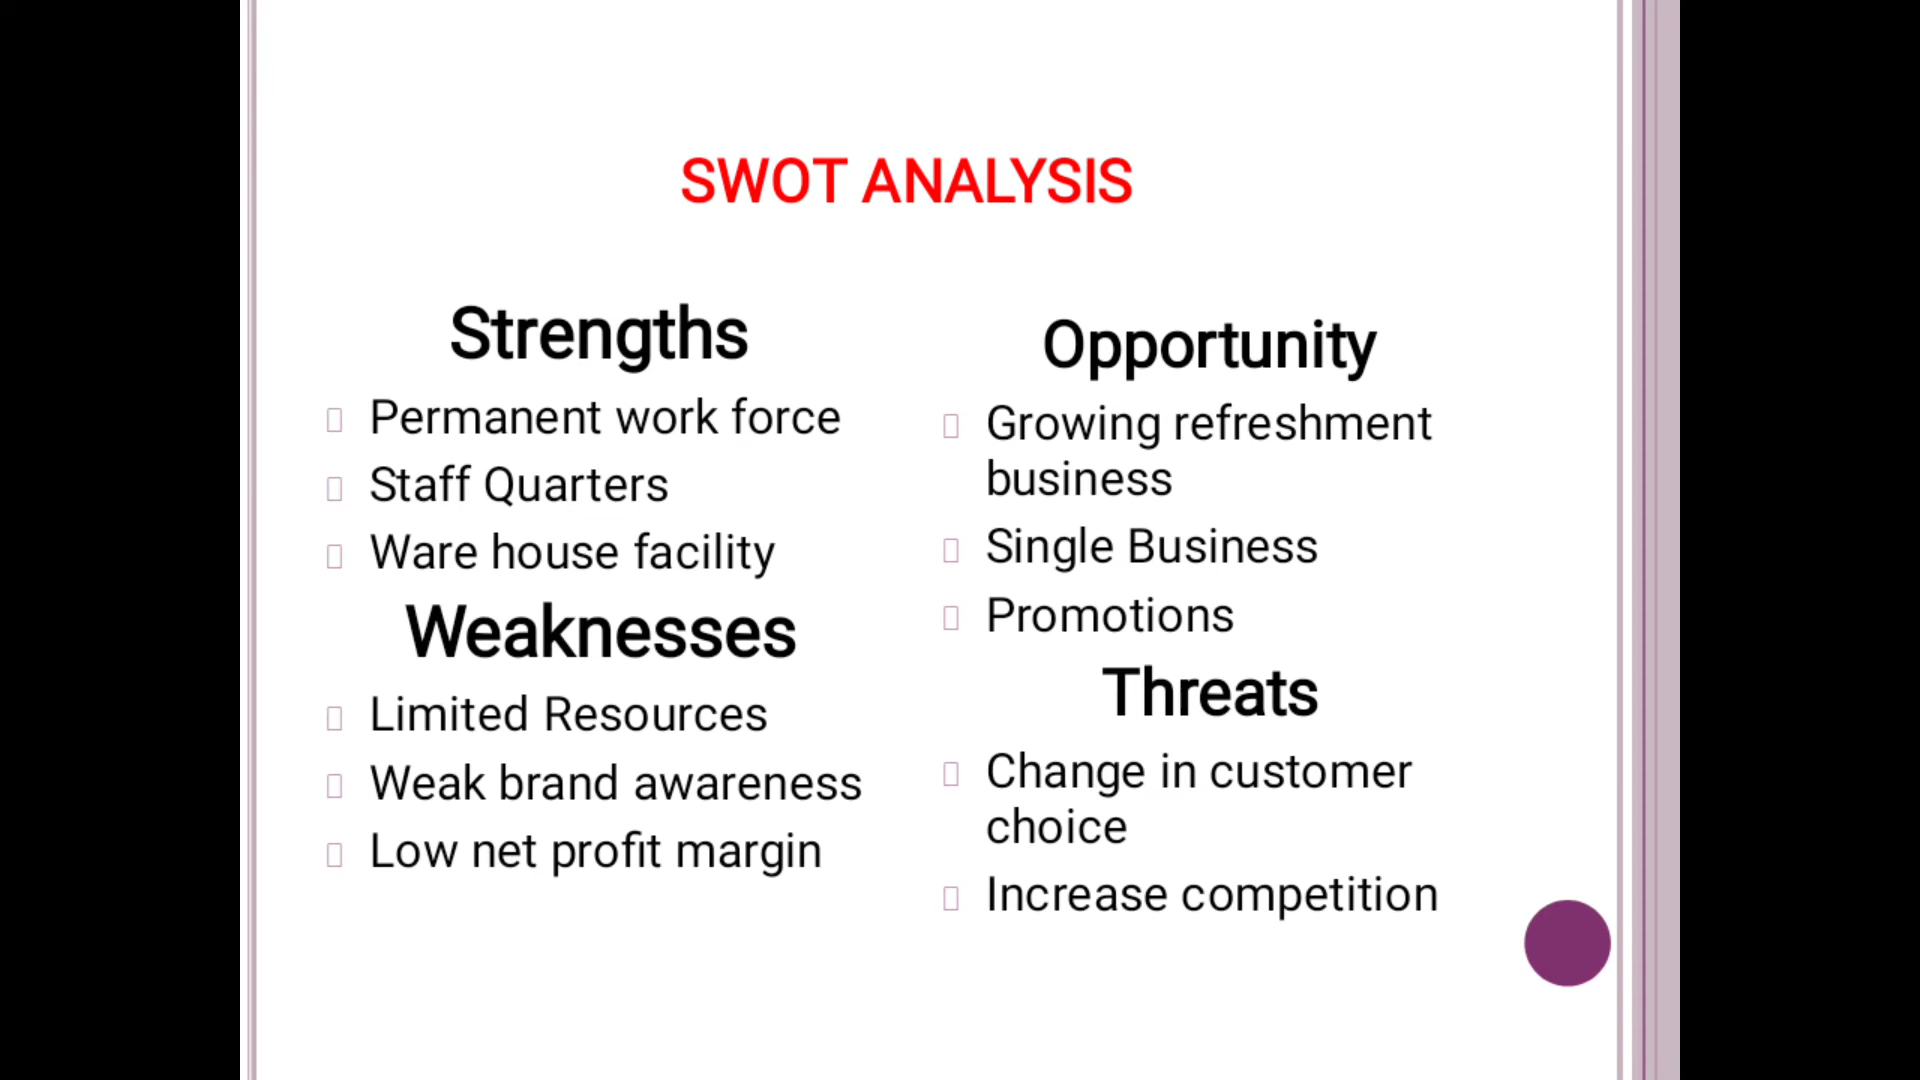 SWOT ANALYSIS
Strengths
Permanent work force
Staff Quarters
Ware house facility
Weaknesses
Limited Resources
Weak brand awareness
Low net profit margin
Opportunity
Growing refreshment
business
Single Business
Promotions
Threats
Change in customer
choice
Increase competition